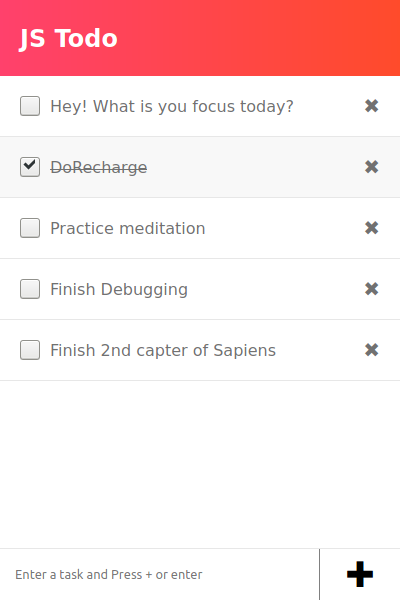 JS Todo
Hey! What is you focus today?
DoRecharge
Practice meditation
Finish Debugging
Finish 2nd capter of Sapiens
Enter a task and Press + or enter